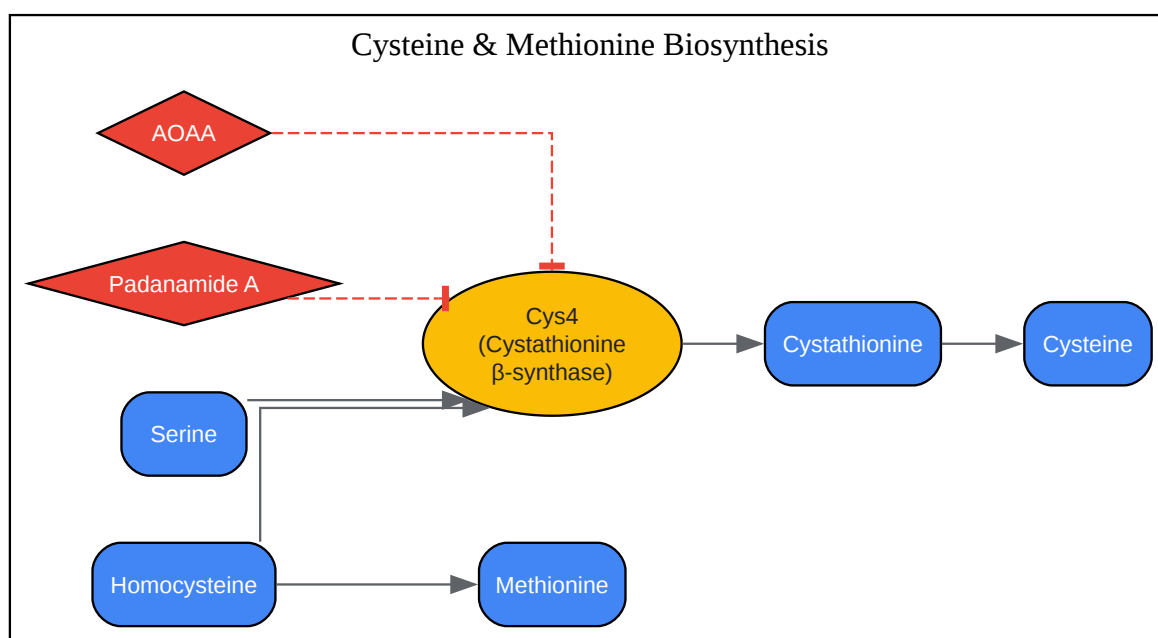 Cysteine & Methionine Biosynthesis
AOAA
Padanamide A
Cys4
(Cystathionine
β-synthase)
Cystathionine
Cysteine
Serine
Homocysteine
Methionine